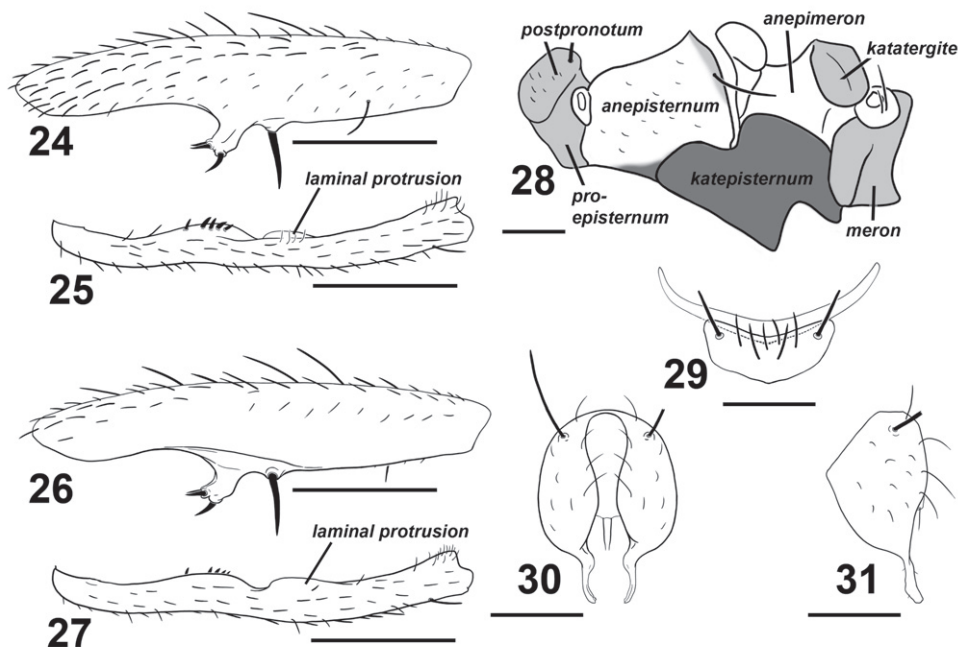 24
laminal protrusion
25
26
laminal protrusion
27
postpronotum
anepimeron
katatergite
anepisternum
28
katepisternum
pro-
episternum
meron
29
30
31